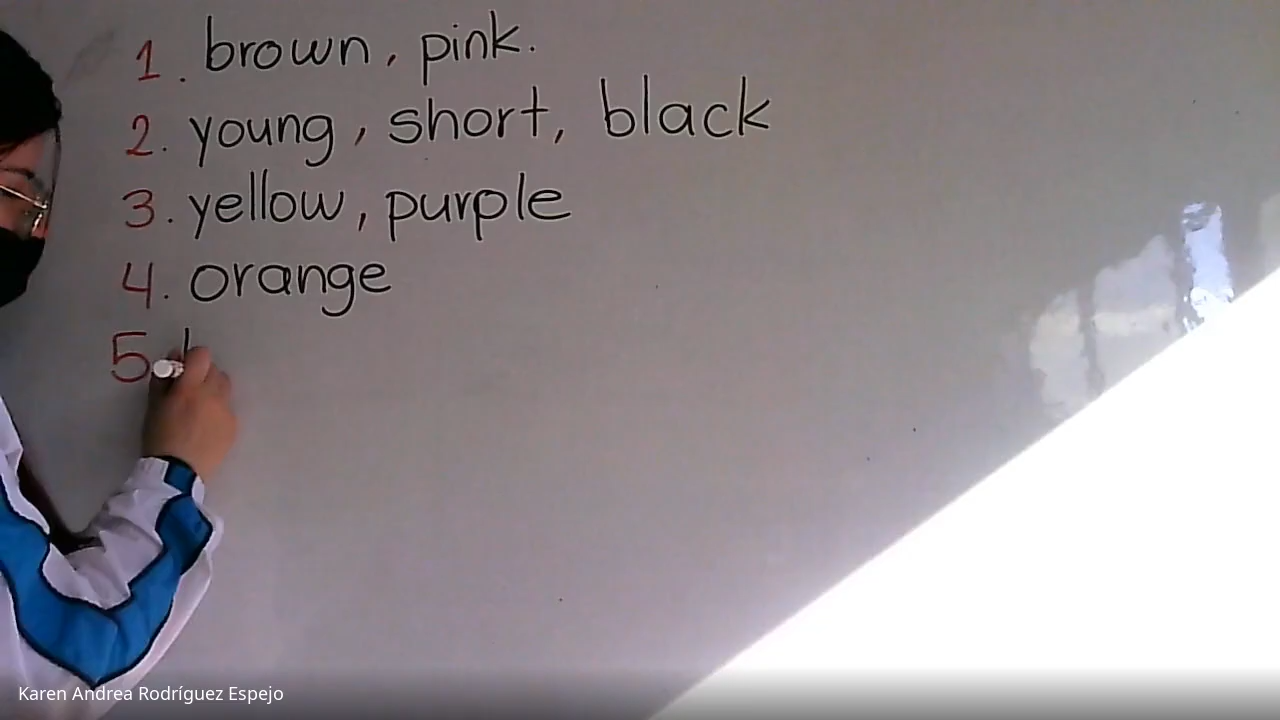 1. brown, pink.
2. young, short, black
3. yellow, purple
4. orange
5.
Karen Andrea Rodríguez Espejo